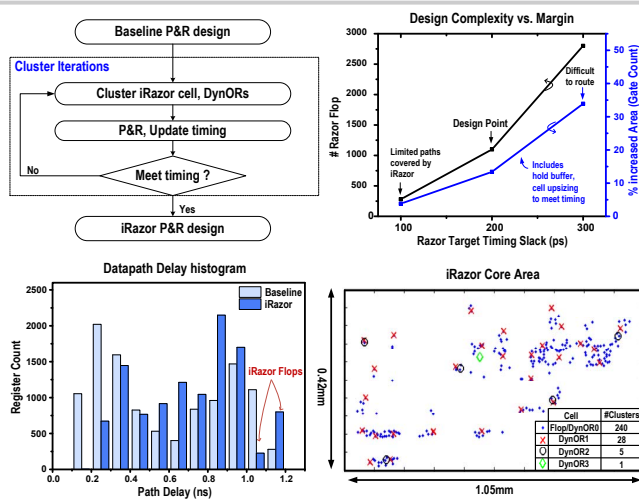 Baseline P&R design
Cluster Iterations
Cluster iRazor cell, DynORs
P&R, Update timing
No
Meet timing ?
Yes
iRazor P&R design
Design Complexity vs. Margin
3000
2500
2000
1500
1000
500
0
# Razor Flop
50
40
30
20
10
0
% Increased Area (Gate Count)
Difficult
to route
Design Point
Limited paths
covered by
iRazor
Includes
hold buffer,
cell upsizing
to meet timing
100
150
200
250
300
Razor Target Timing Slack (ps)
Datapath Delay histogram
Baseline
iRazor
2500
2000
1500
1000
500
0
Register Count
iRazor Flops
0.0
0.2
0.4
0.6
0.8
1.0
1.2
Path Delay (ns)
iRazor Core Area
0.42mm
Cell #Clusters
Flop/DynOR0 240
DynOR1 28
DynOR2 5
DynOR3 1
1.05mm